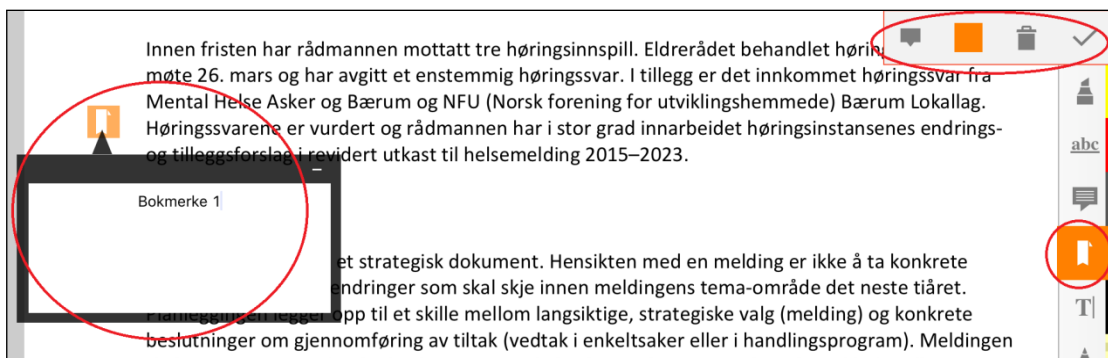 Innen fristen har rådmannen mottatt tre høringsinnspill. Eldrerådet behandlet
møte 26. mars og har avgitt et enstemmig høringssvar. I tillegg er det innkommet høringssvar fra
Mental Helse Asker og Bærum og NFU (Norsk forening for utviklingshemmede) Bærum Lokallag.
Høringssvarene er vurdert og rådmannen har i stor grad innarbeidet høringsinstansenes endrings-
og tilleggsforslag i revidert utkast til helsemelding 2015–2023.
abc
Bokmerke 1
et strategisk dokument. Hensikten med en melding er ikke å ta konkrete
endringer som skal skje innen meldingens tema-område det neste tiåret.
T
Planleggingen legger opp til et skille mellom langsiktige, strategiske valg (melding) og konkrete
beslutninger om gjennomføring av tiltak (vedtak i enkeltsaker eller i handlingsprogram). Meldingen